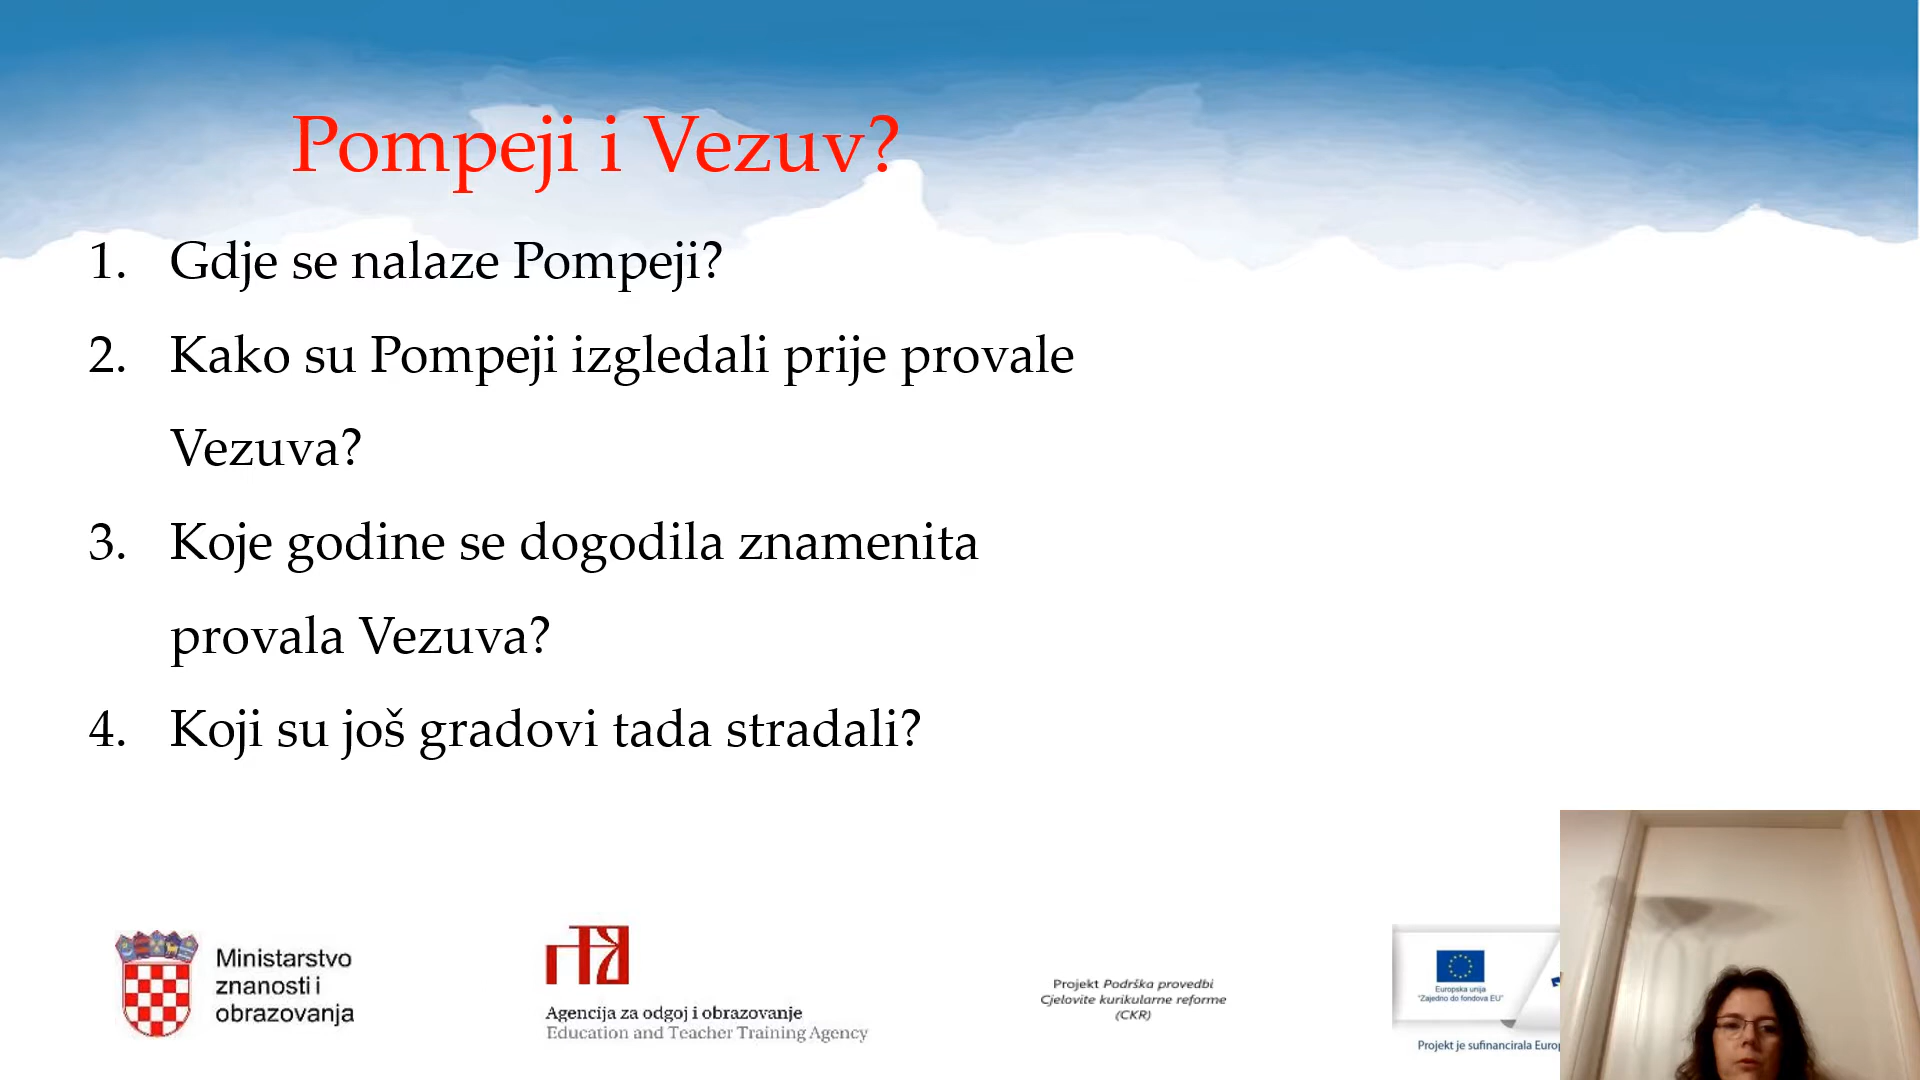 Pompeji i Vezuv?
1. Gdje se nalaze Pompeji?
2. Kako su Pompeji izgledali prije provale
Vezuva?
3. Koje godine se dogodila znamenita
provala Vezuva?
4. Koji su još gradovi tada stradali?
Ministarstvo
znanosti i
obrazovanja
Agencija za odgoj i obrazovanje
Education and Teacher Training Agency
Projekt Podrška provedbi
Cjelovite kurikularne reforme
(CKR)
Europska unija
"Zajedno do fondova EU"
Projekt je sufinancirala